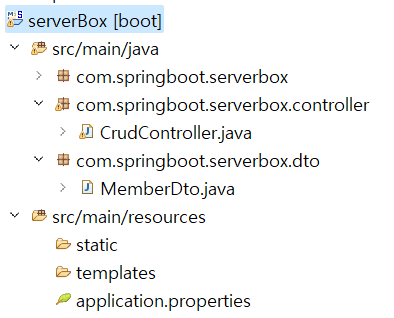 serverBox [boot]
src/main/java
com.springboot.serverbox
com.springboot.serverbox.controller
CrudController.java
com.springboot.serverbox.dto
MemberDto.java
src/main/resources
static
templates
application.properties